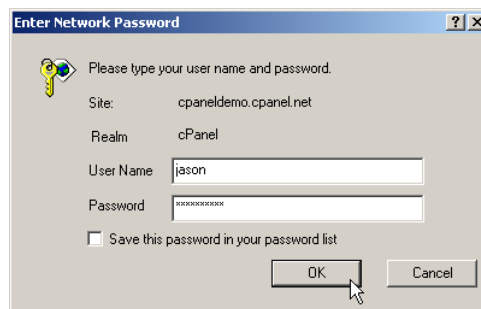 Enter Network Password
Please type your user name and password.
Site: cpaneldemo.cpanel.net
Realm cPanel
User Name jason
Password xxxxxxxxxx
Save this password in your password list
OK Cancel